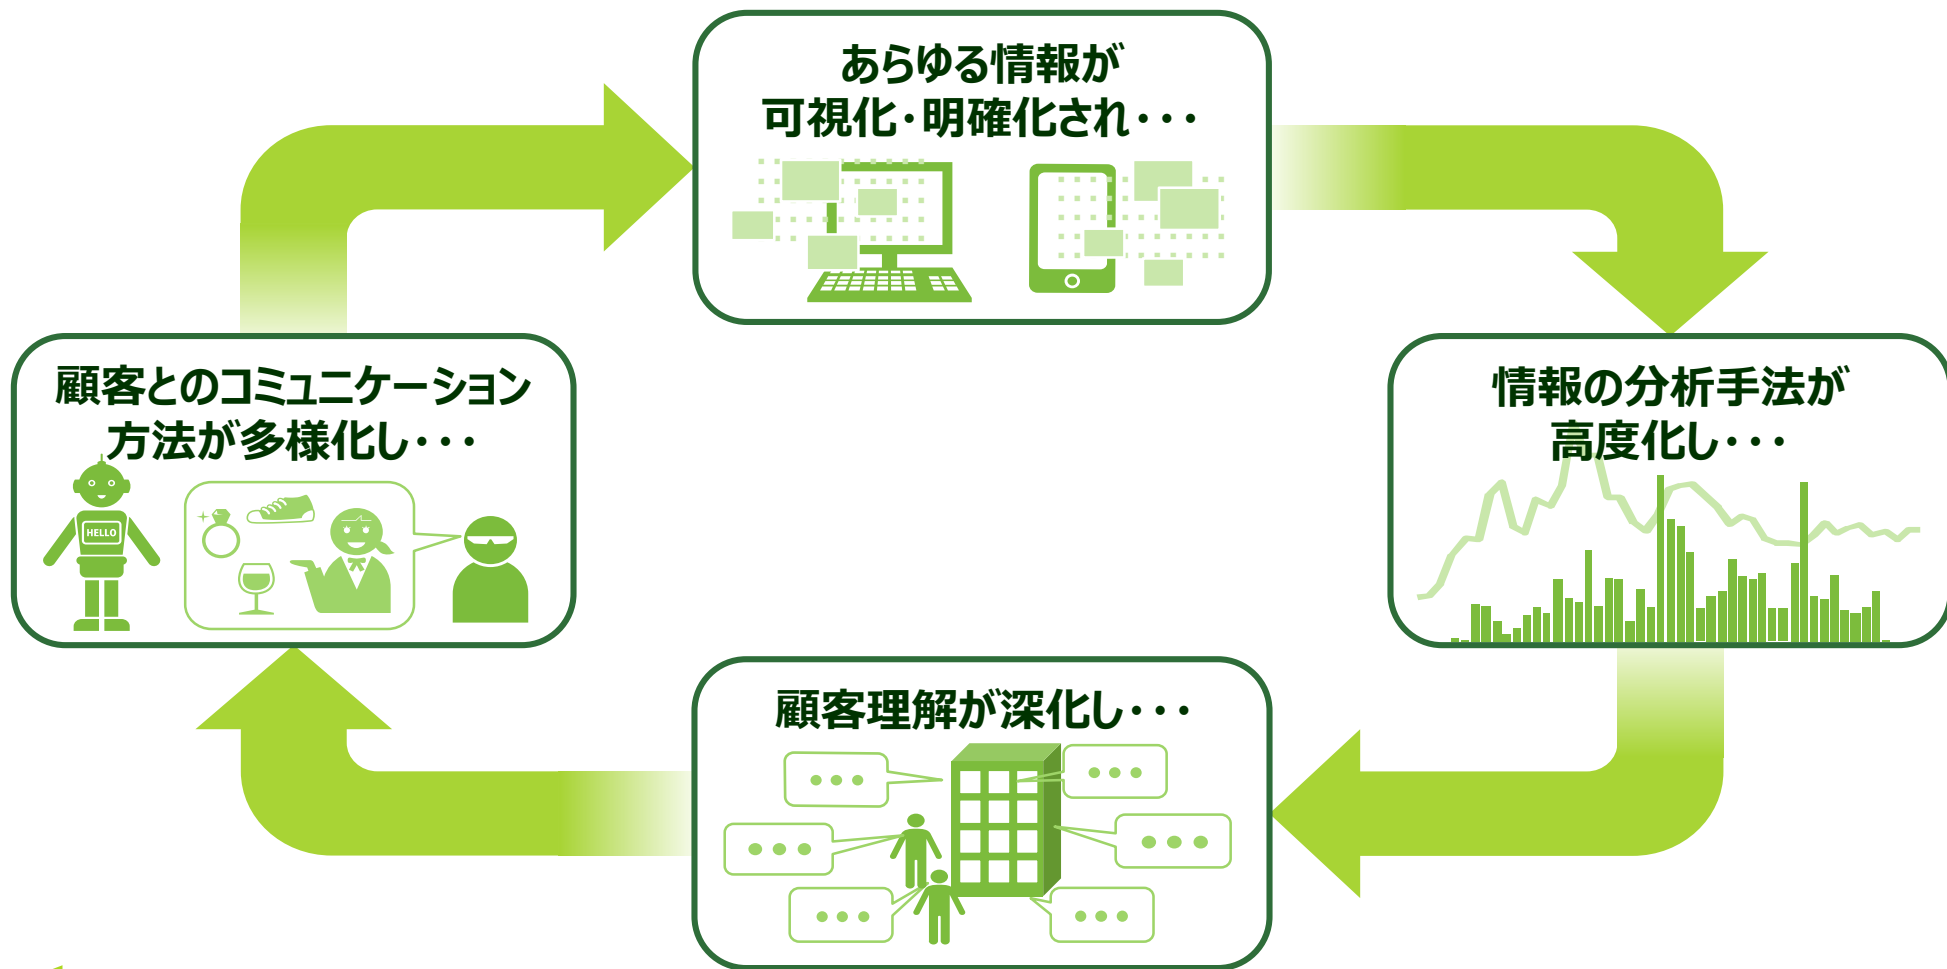 あらゆる情報が
可視化・明確化され・・・
情報の分析手法が
高度化し・・・
顧客理解が深化し・・・
顧客とのコミュニケーション
方法が多様化し・・・
HELLO